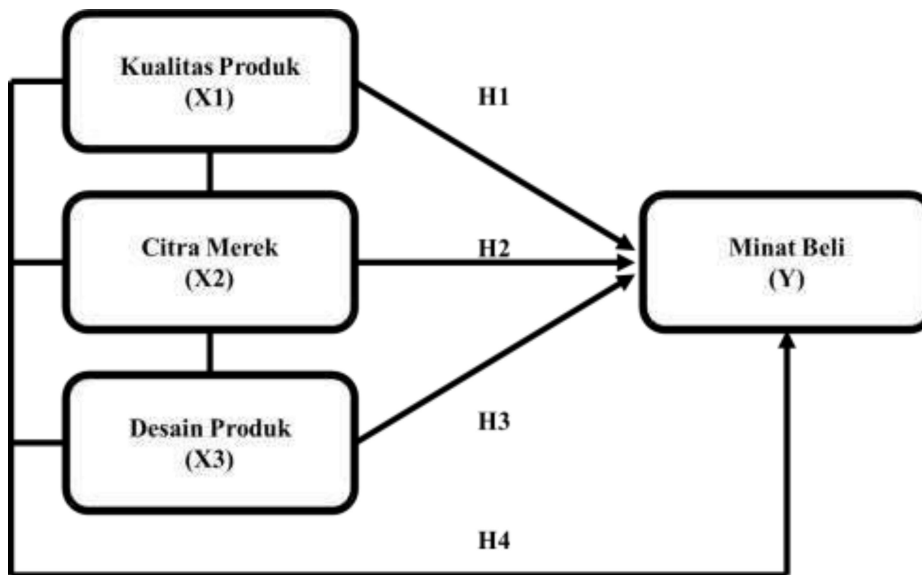 Kualitas Produk
(X1)
H1
Citra Merek
(X2)
H2
Minat Beli
(Y)
Desain Produk
(X3)
H3
H4